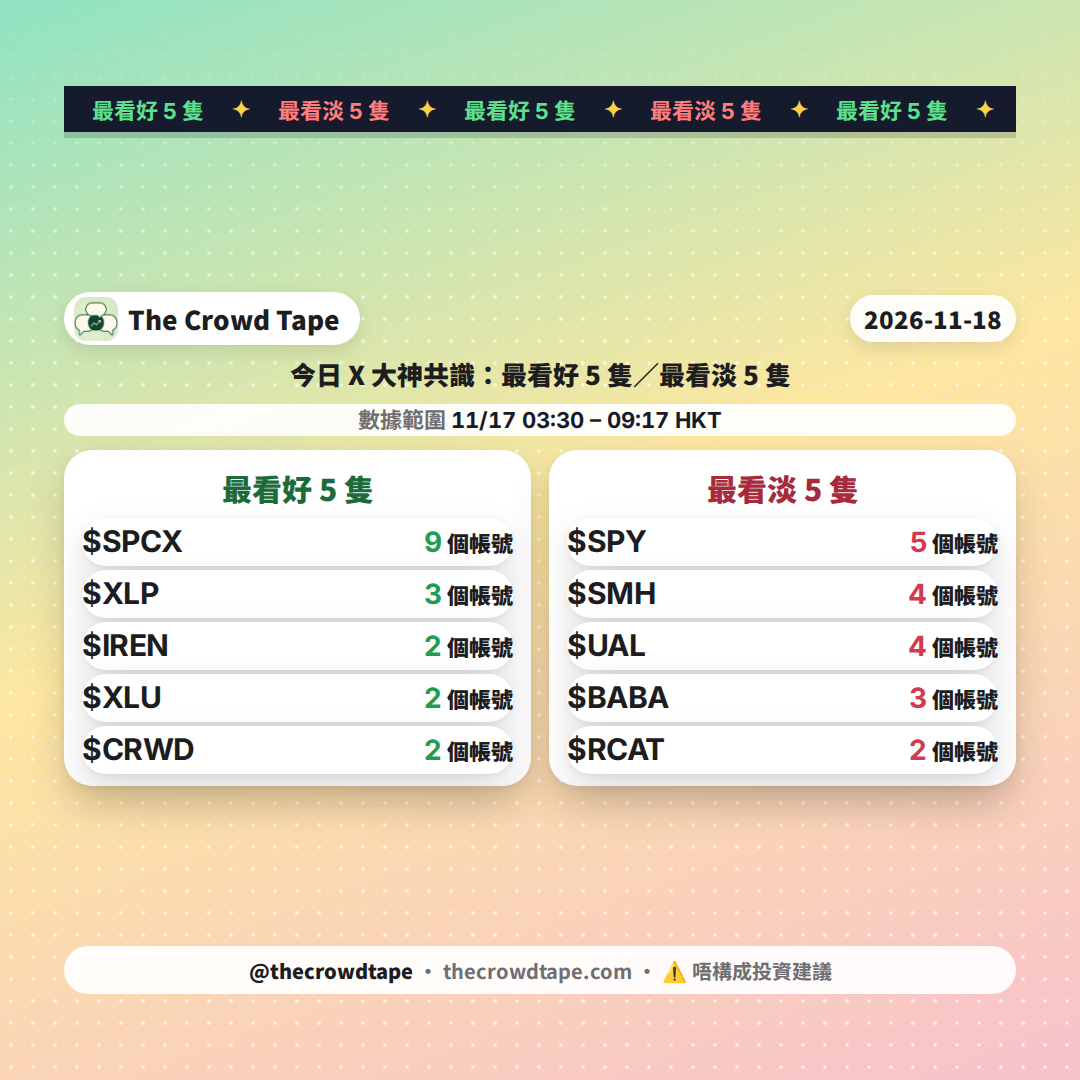 最看好 5 隻 ✦ 最看淡 5 隻 ✦ 最看好 5 隻 ✦ 最看淡 5 隻 ✦ 最看好 5 隻 ✦
The Crowd Tape
2026-11-18
今日 X 大神共識：最看好 5 隻／最看淡 5 隻
數據範圍 11/17 03:30 – 09:17 HKT
最看好 5 隻
$SPCX 9 個帳號
$XLP 3 個帳號
$IREN 2 個帳號
$XLU 2 個帳號
$CRWD 2 個帳號
最看淡 5 隻
$SPY 5 個帳號
$SMH 4 個帳號
$UAL 4 個帳號
$BABA 3 個帳號
$RCAT 2 個帳號
@thecrowdtape • thecrowdtape.com • ⚠️ 唔構成投資建議